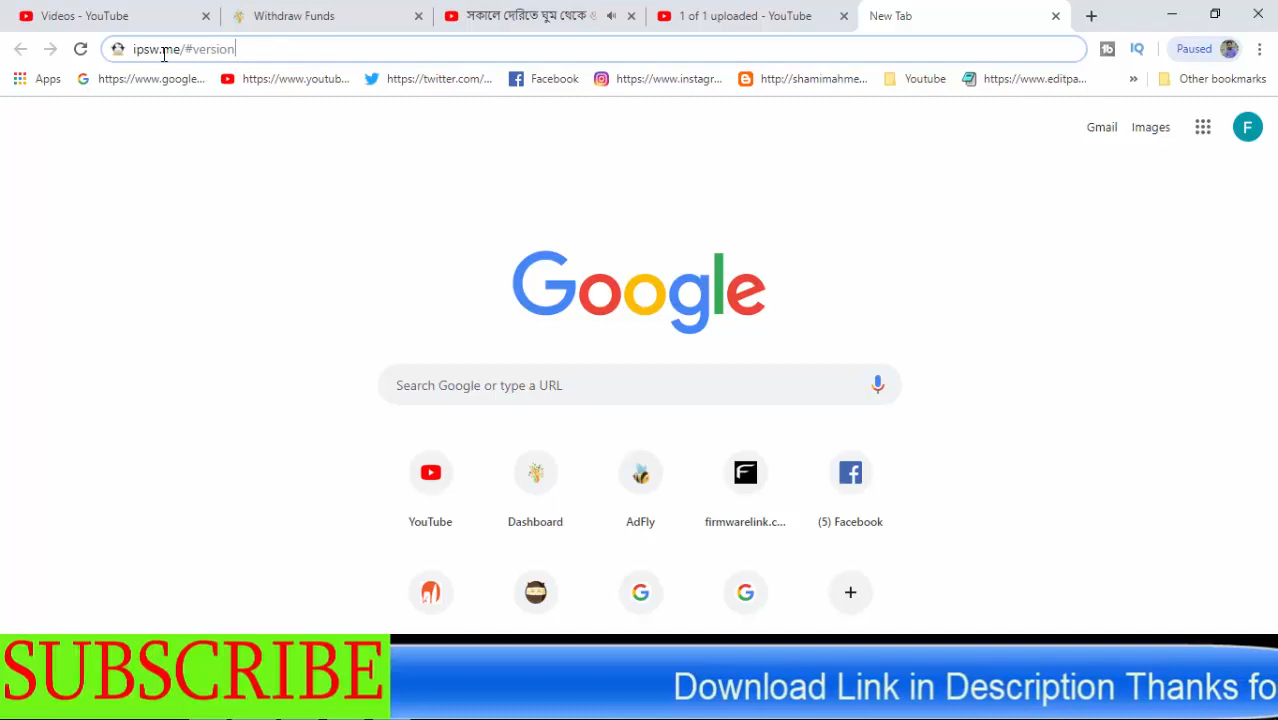 Videos - YouTube
Withdraw Funds
সকালে দেরিতে ঘুম থেকে ও
1 of 1 uploaded - YouTube
New Tab
ipsw.me/#version
Paused
Apps
https://www.google...
https://www.youtub...
https://twitter.com/...
Facebook
https://www.instagr...
http://shamimahme...
Youtube
https://www.editpa...
Other bookmarks
Gmail
Images
F
Google
Search Google or type a URL
YouTube
Dashboard
AdFly
firmwarelink.c...
(5) Facebook
SUBSCRIBE
Download Link in Description Thanks fo